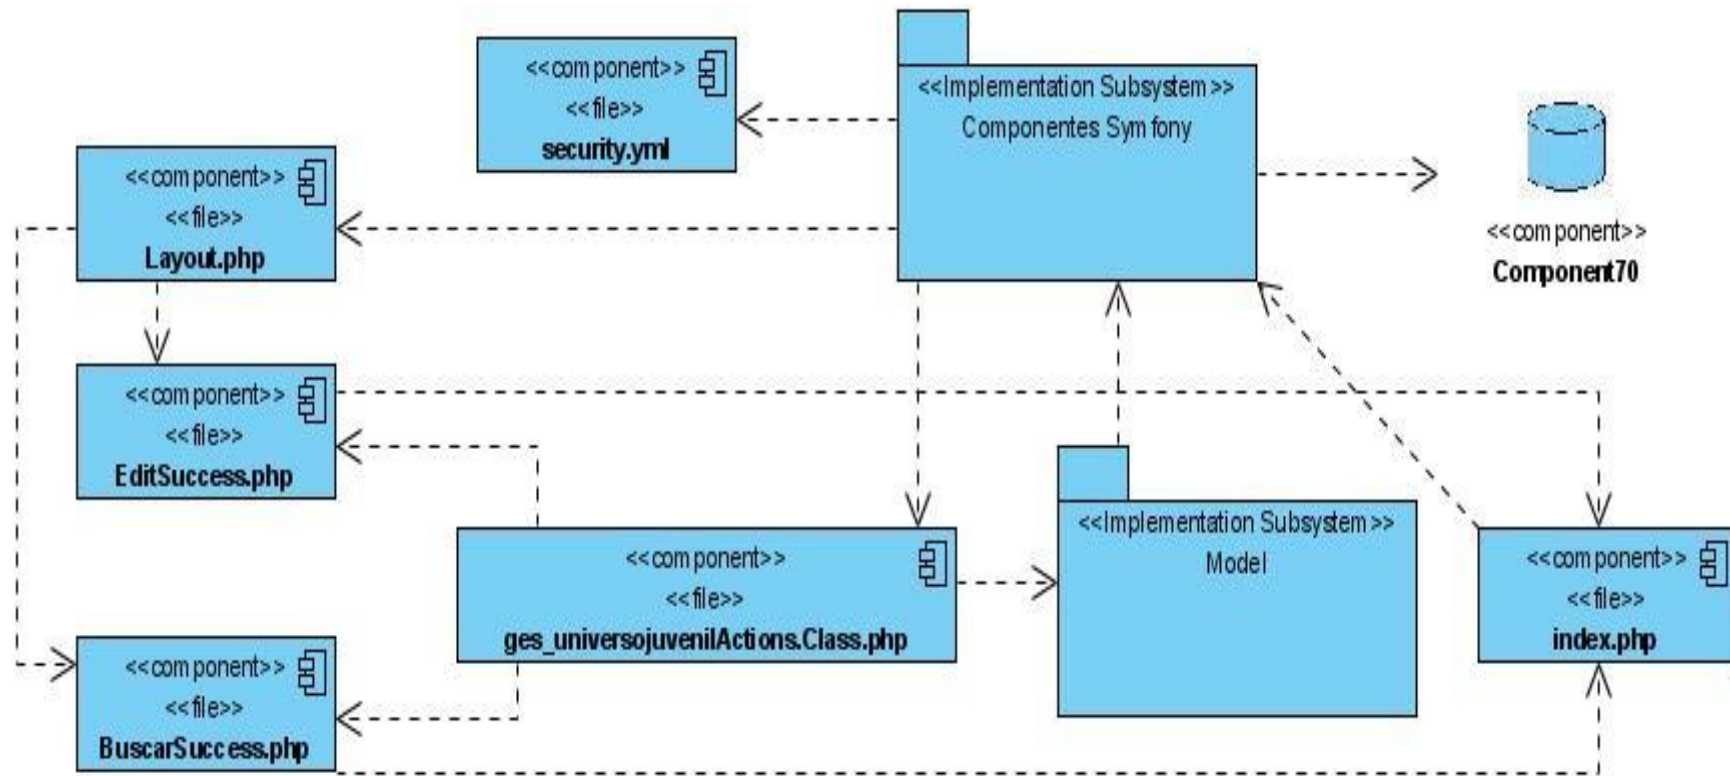 <<component>>
<<file>>
security.yml
<<Implementation Subsystem>>
Componentes Symfony
<<component>>
Component70
<<component>>
<<file>>
Layout.php
<<component>>
<<file>>
EditSuccess.php
<<component>>
<<file>>
ges_universojuvenilActions.Class.php
<<Implementation Subsystem>>
Model
<<component>>
<<file>>
index.php
<<component>>
<<file>>
BuscarSuccess.php